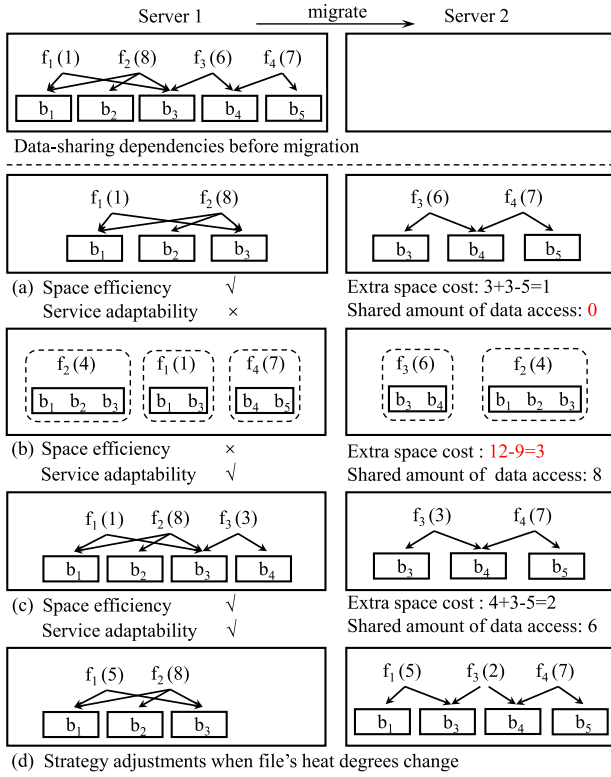 Server 1 migrate Server 2
f1 (1) f2 (8) f3 (6) f4 (7)
b1 b2 b3 b4 b5
Data-sharing dependencies before migration
f1 (1) f2 (8) f3 (6) f4 (7)
b1 b2 b3 b3 b4 b5
(a) Space efficiency √ Extra space cost: 3+3-5=1
Service adaptability × Shared amount of data access: 0
f2 (4) f1 (1) f4 (7) f3 (6) f2 (4)
b1 b2 b3 b1 b3 b4 b5 b3 b4 b1 b2 b3
(b) Space efficiency × Extra space cost : 12-9=3
Service adaptability √ Shared amount of data access: 8
f1 (1) f2 (8) f3 (3) f3 (3) f4 (7)
b1 b2 b3 b4 b3 b4 b5
(c) Space efficiency √ Extra space cost : 4+3-5=2
Service adaptability √ Shared amount of data access: 6
f1 (5) f2 (8) f1 (5) f3 (2) f4 (7)
b1 b2 b3 b1 b3 b4 b5
(d) Strategy adjustments when file's heat degrees change